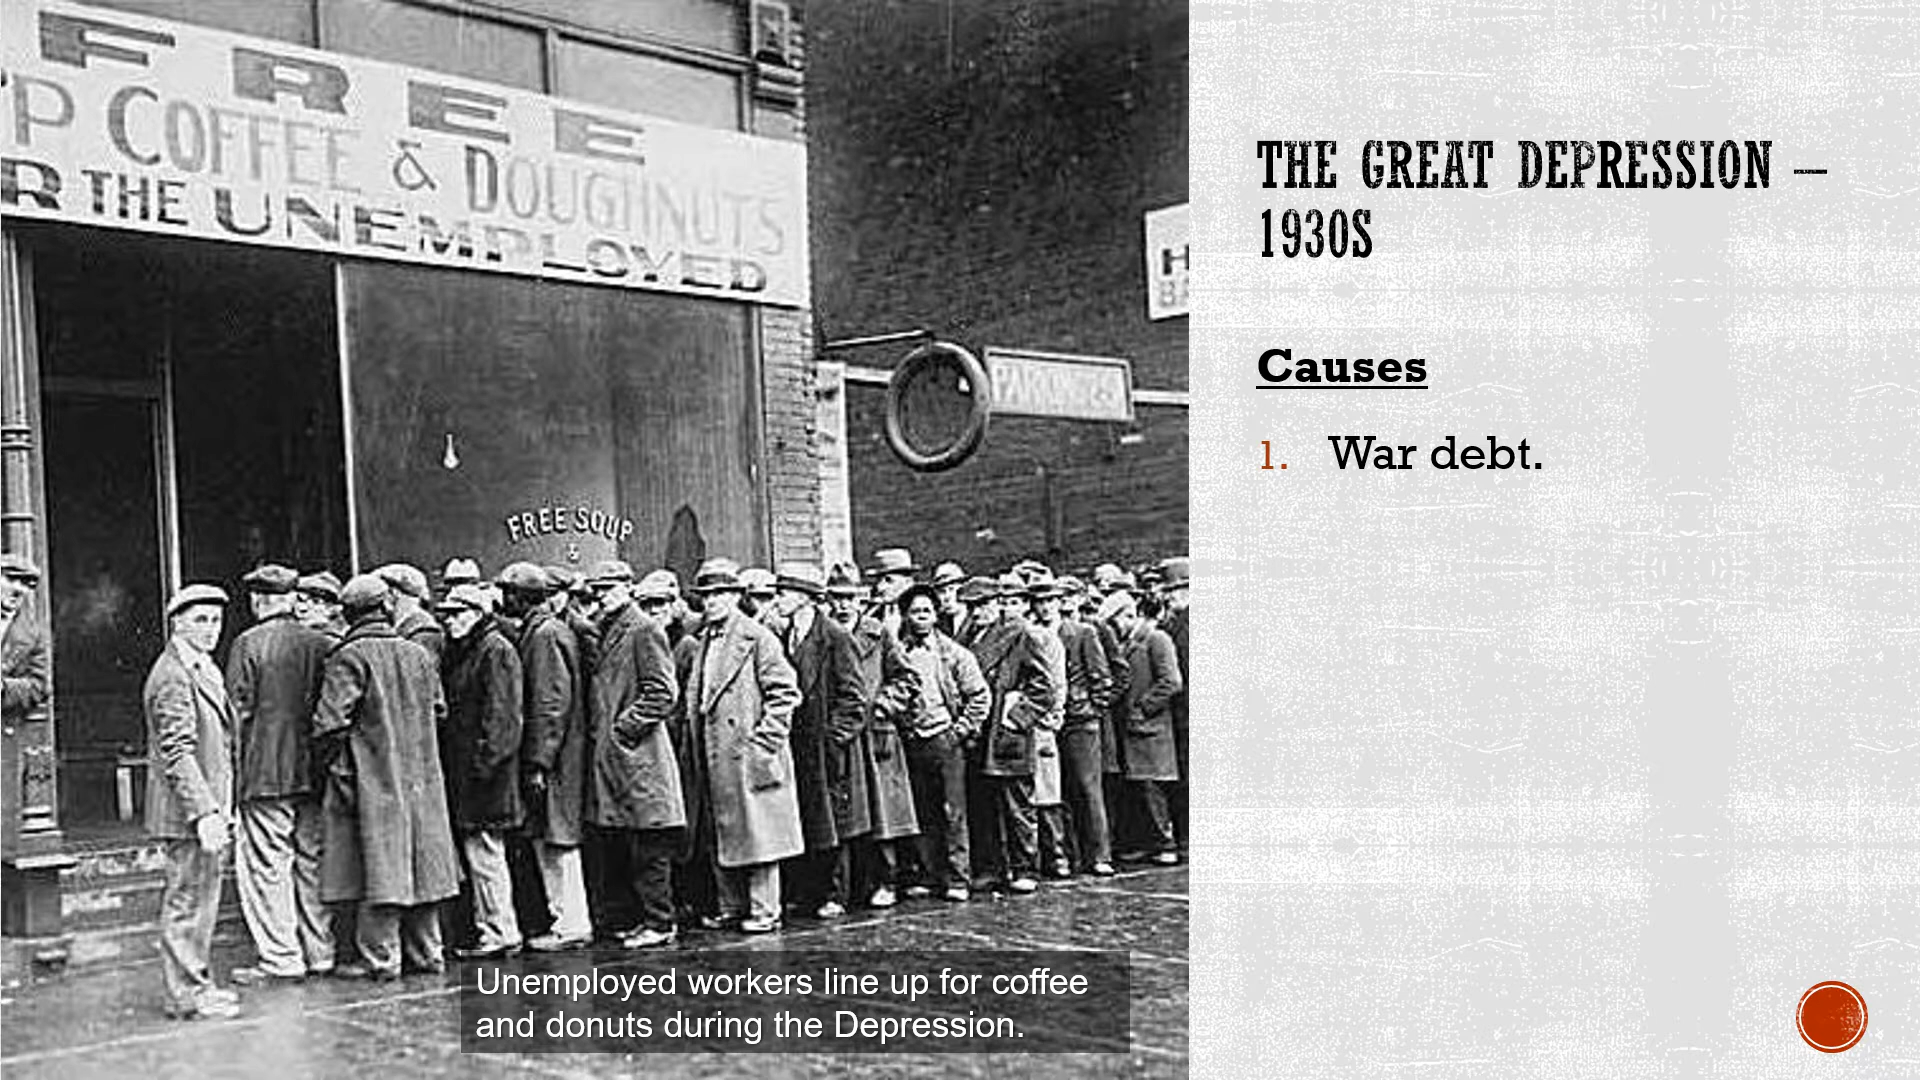 FREE
P COFFEE & DOUGHNUTS
R THE UNEMPLOYED
FREE SOUP
&
H
THE GREAT DEPRESSION –
1930S
Causes
1. War debt.
Unemployed workers line up for coffee
and donuts during the Depression.